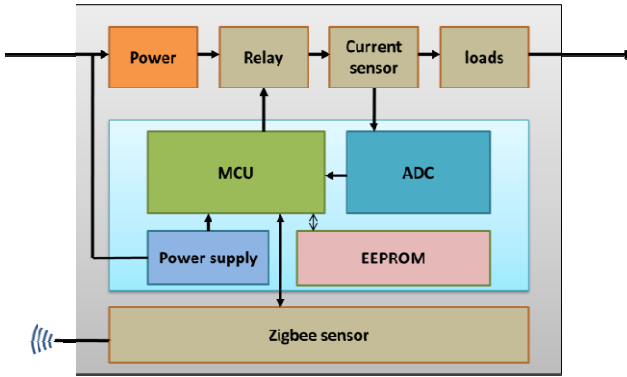 Power
Relay
Current
sensor
loads
MCU
ADC
Power supply
EEPROM
Zigbee sensor